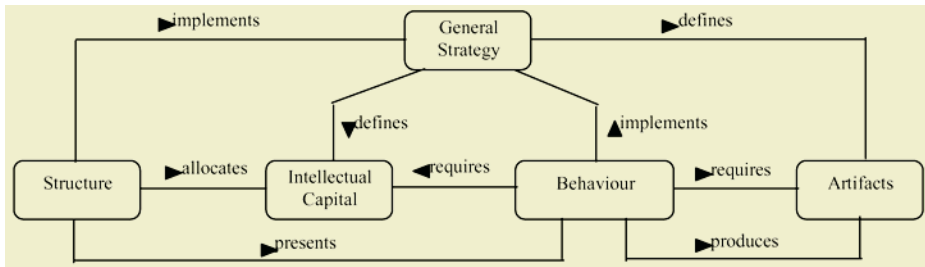 implements
General
Strategy
defines
defines
implements
Structure
allocates
Intellectual
Capital
requires
Behaviour
requires
Artifacts
presents
produces